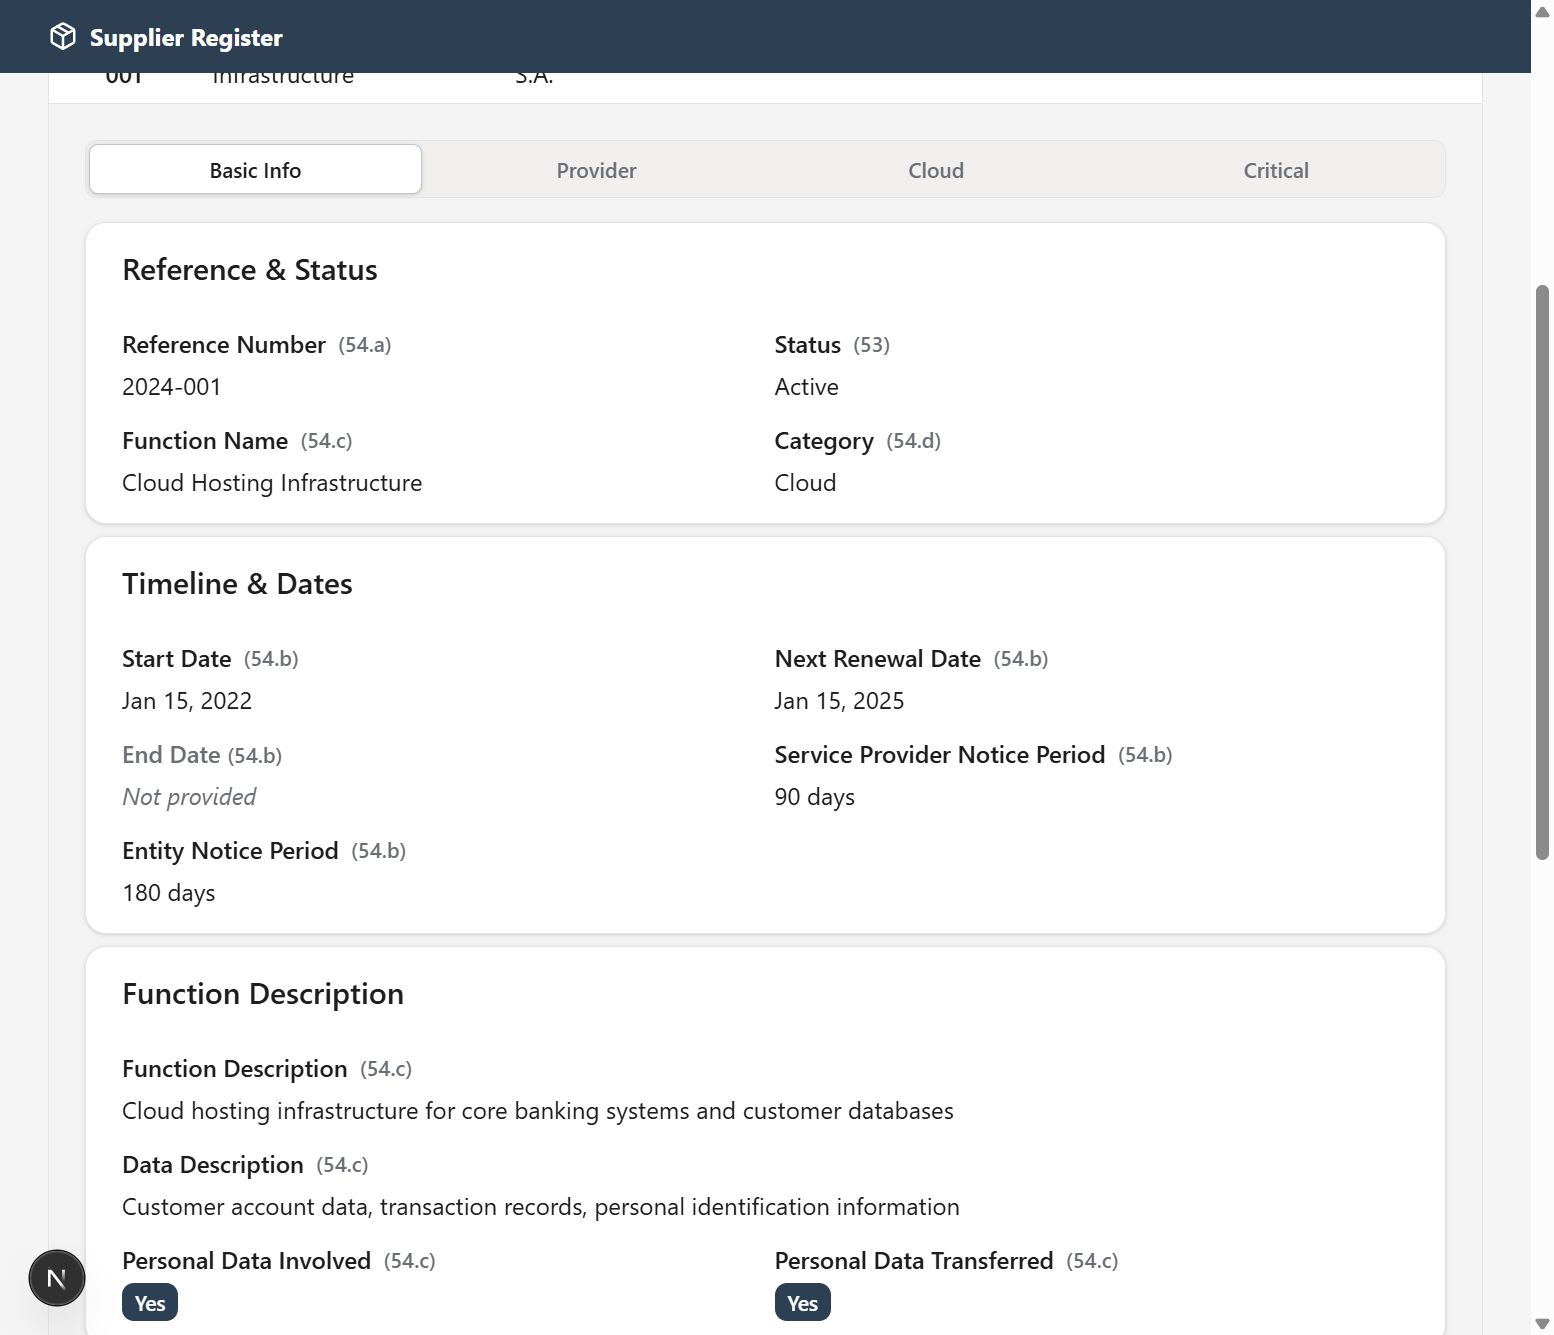 Supplier Register
001 Infrastructure S.A.
Basic Info Provider Cloud Critical
Reference & Status
Reference Number (54.a)
2024-001
Status (53)
Active
Function Name (54.c)
Cloud Hosting Infrastructure
Category (54.d)
Cloud
Timeline & Dates
Start Date (54.b)
Jan 15, 2022
Next Renewal Date (54.b)
Jan 15, 2025
End Date (54.b)
Not provided
Service Provider Notice Period (54.b)
90 days
Entity Notice Period (54.b)
180 days
Function Description
Function Description (54.c)
Cloud hosting infrastructure for core banking systems and customer databases
Data Description (54.c)
Customer account data, transaction records, personal identification information
Personal Data Involved (54.c)
Yes
Personal Data Transferred (54.c)
Yes
N